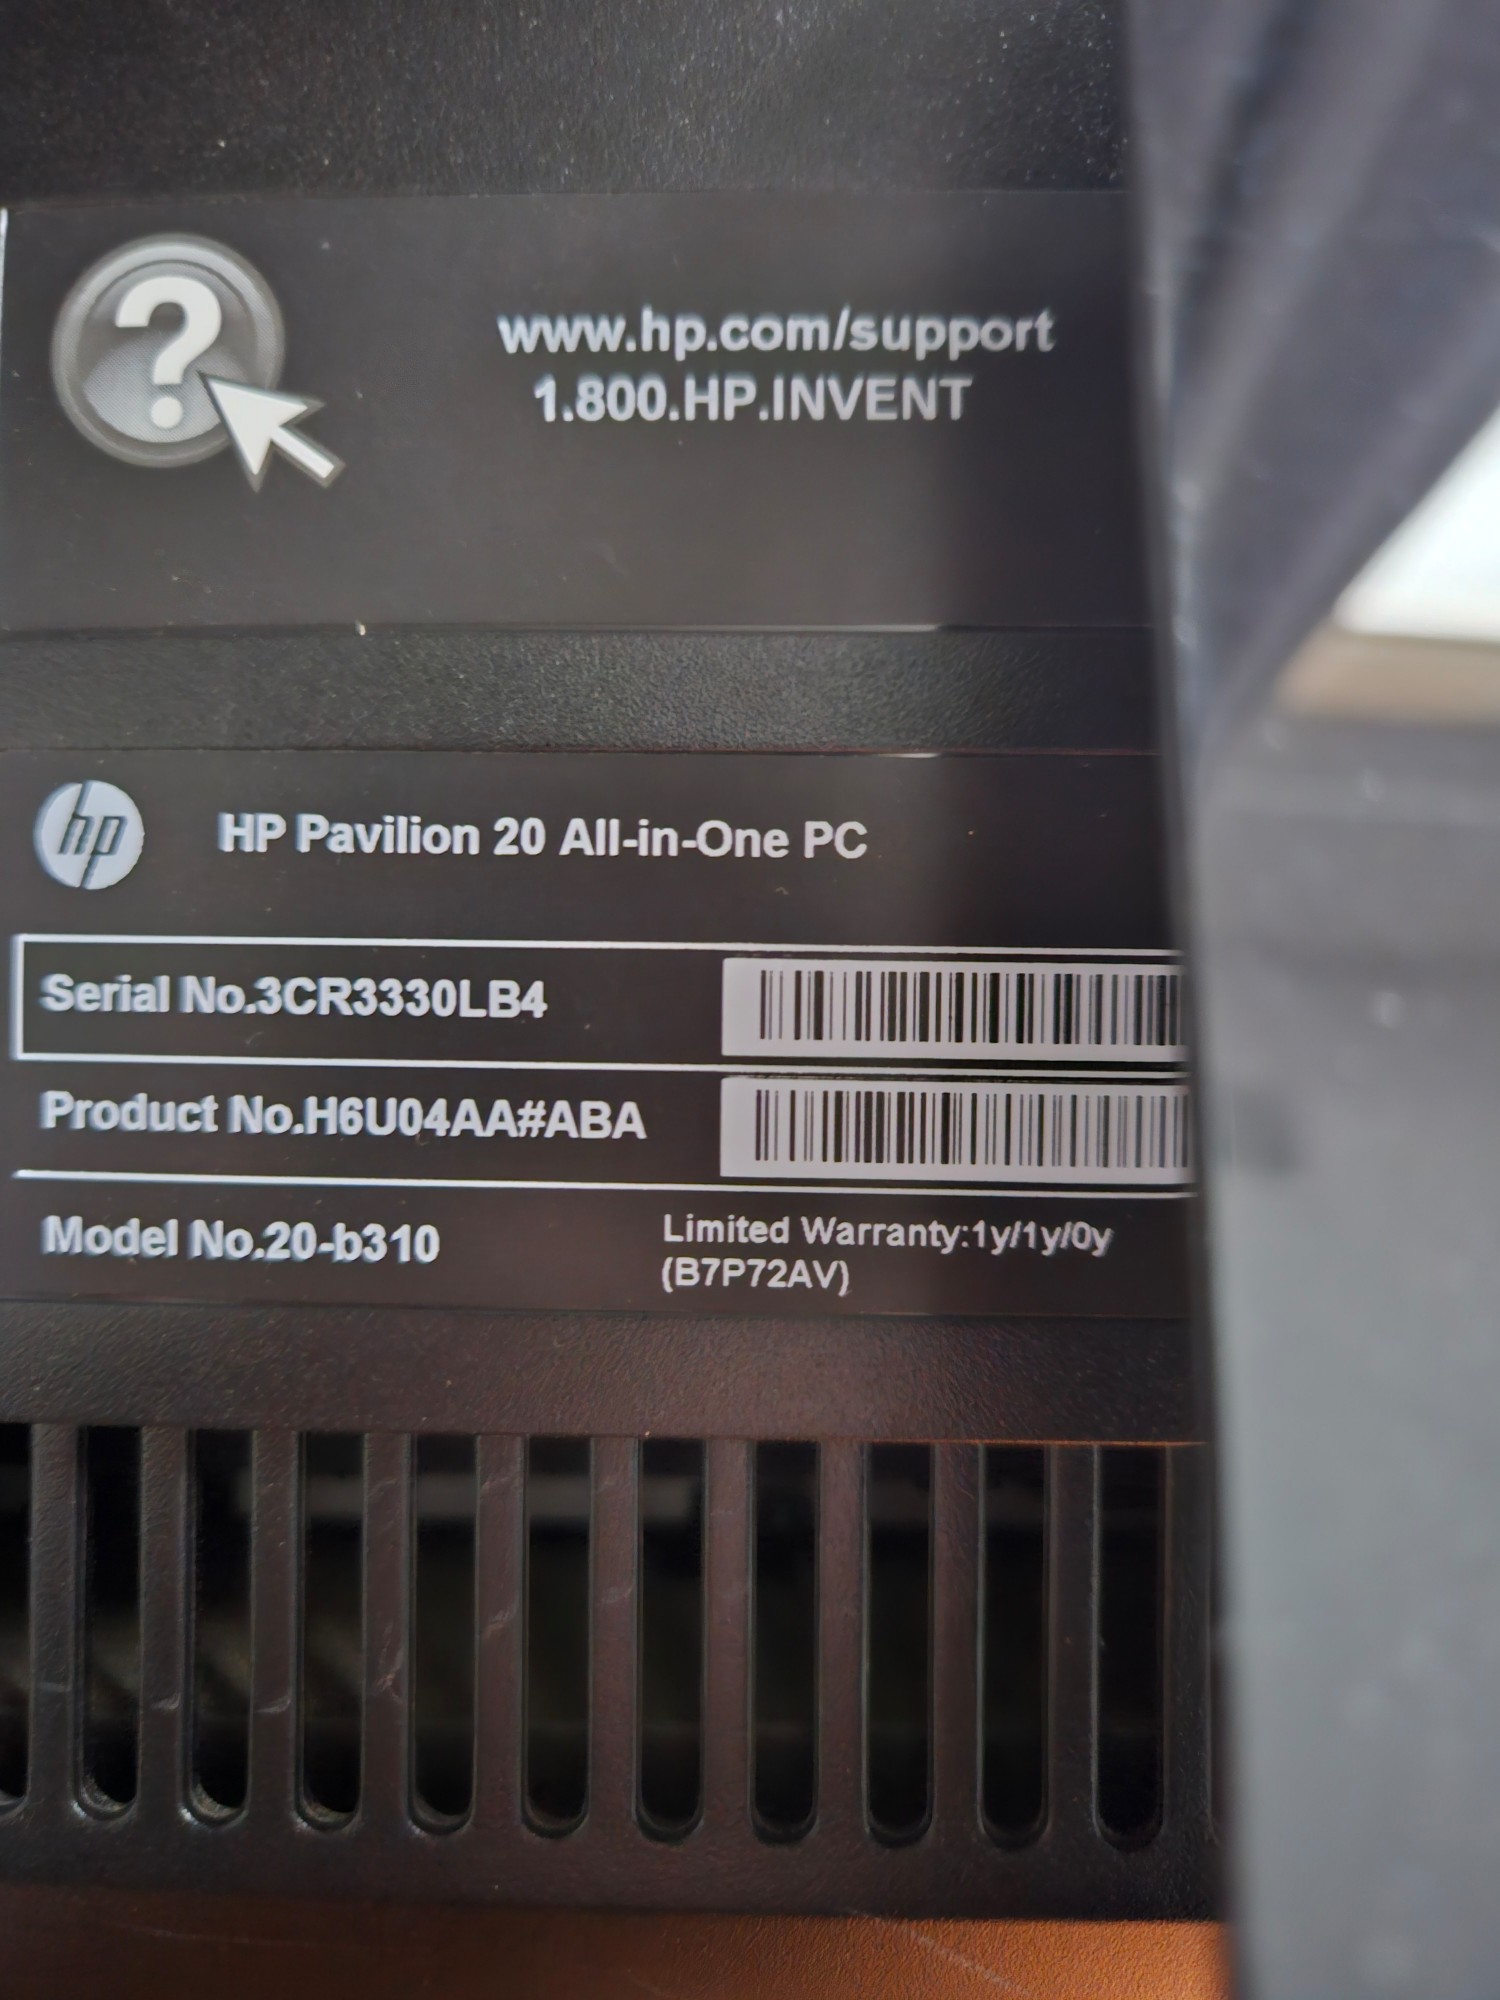 ?
www.hp.com/support
1.800.HP.INVENT
hp
HP Pavilion 20 All-in-One PC
Serial No.3CR3330LB4
Product No.H6U04AA#ABA
Model No.20-b310
Limited Warranty:1y/1y/0y
(B7P72AV)